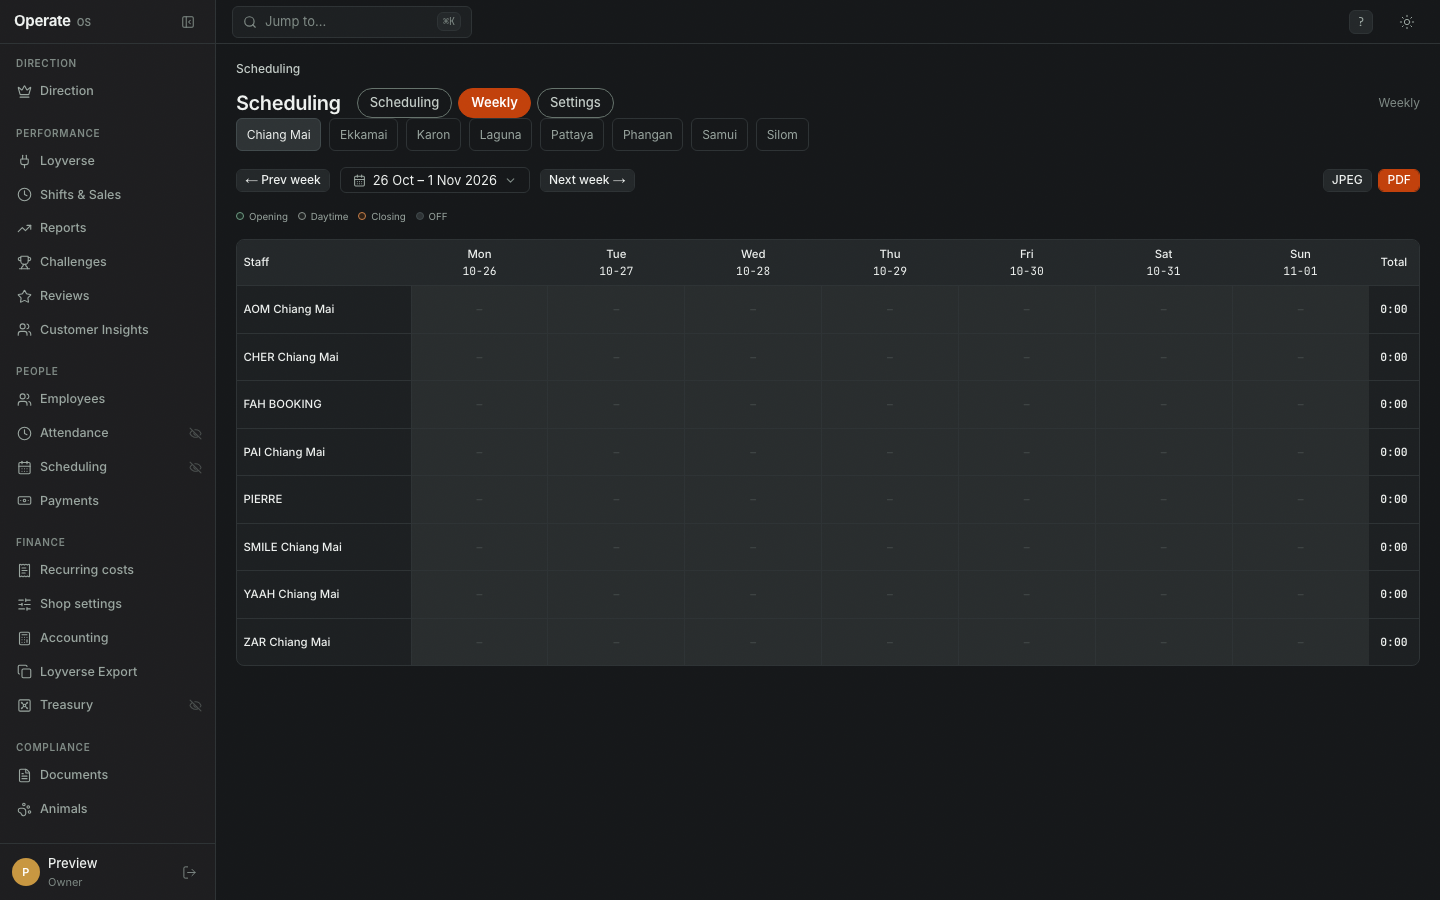 Operate OS
Jump to... ⌘K ?
DIRECTION
Direction
PERFORMANCE
Loyverse
Shifts & Sales
Reports
Challenges
Reviews
Customer Insights
PEOPLE
Employees
Attendance
Scheduling
Payments
FINANCE
Recurring costs
Shop settings
Accounting
Loyverse Export
Treasury
COMPLIANCE
Documents
Animals
P Preview
Owner
Scheduling
Scheduling Scheduling Weekly Settings Weekly
Chiang Mai Ekkamai Karon Laguna Pattaya Phangan Samui Silom
← Prev week 26 Oct – 1 Nov 2026 Next week → JPEG PDF
Opening Daytime Closing OFF
Staff Mon Tue Wed Thu Fri Sat Sun Total
10-26 10-27 10-28 10-29 10-30 10-31 11-01
AOM Chiang Mai – – – – – – – 0:00
CHER Chiang Mai – – – – – – – 0:00
FAH BOOKING – – – – – – – 0:00
PAI Chiang Mai – – – – – – – 0:00
PIERRE – – – – – – – 0:00
SMILE Chiang Mai – – – – – – – 0:00
YAAH Chiang Mai – – – – – – – 0:00
ZAR Chiang Mai – – – – – – – 0:00